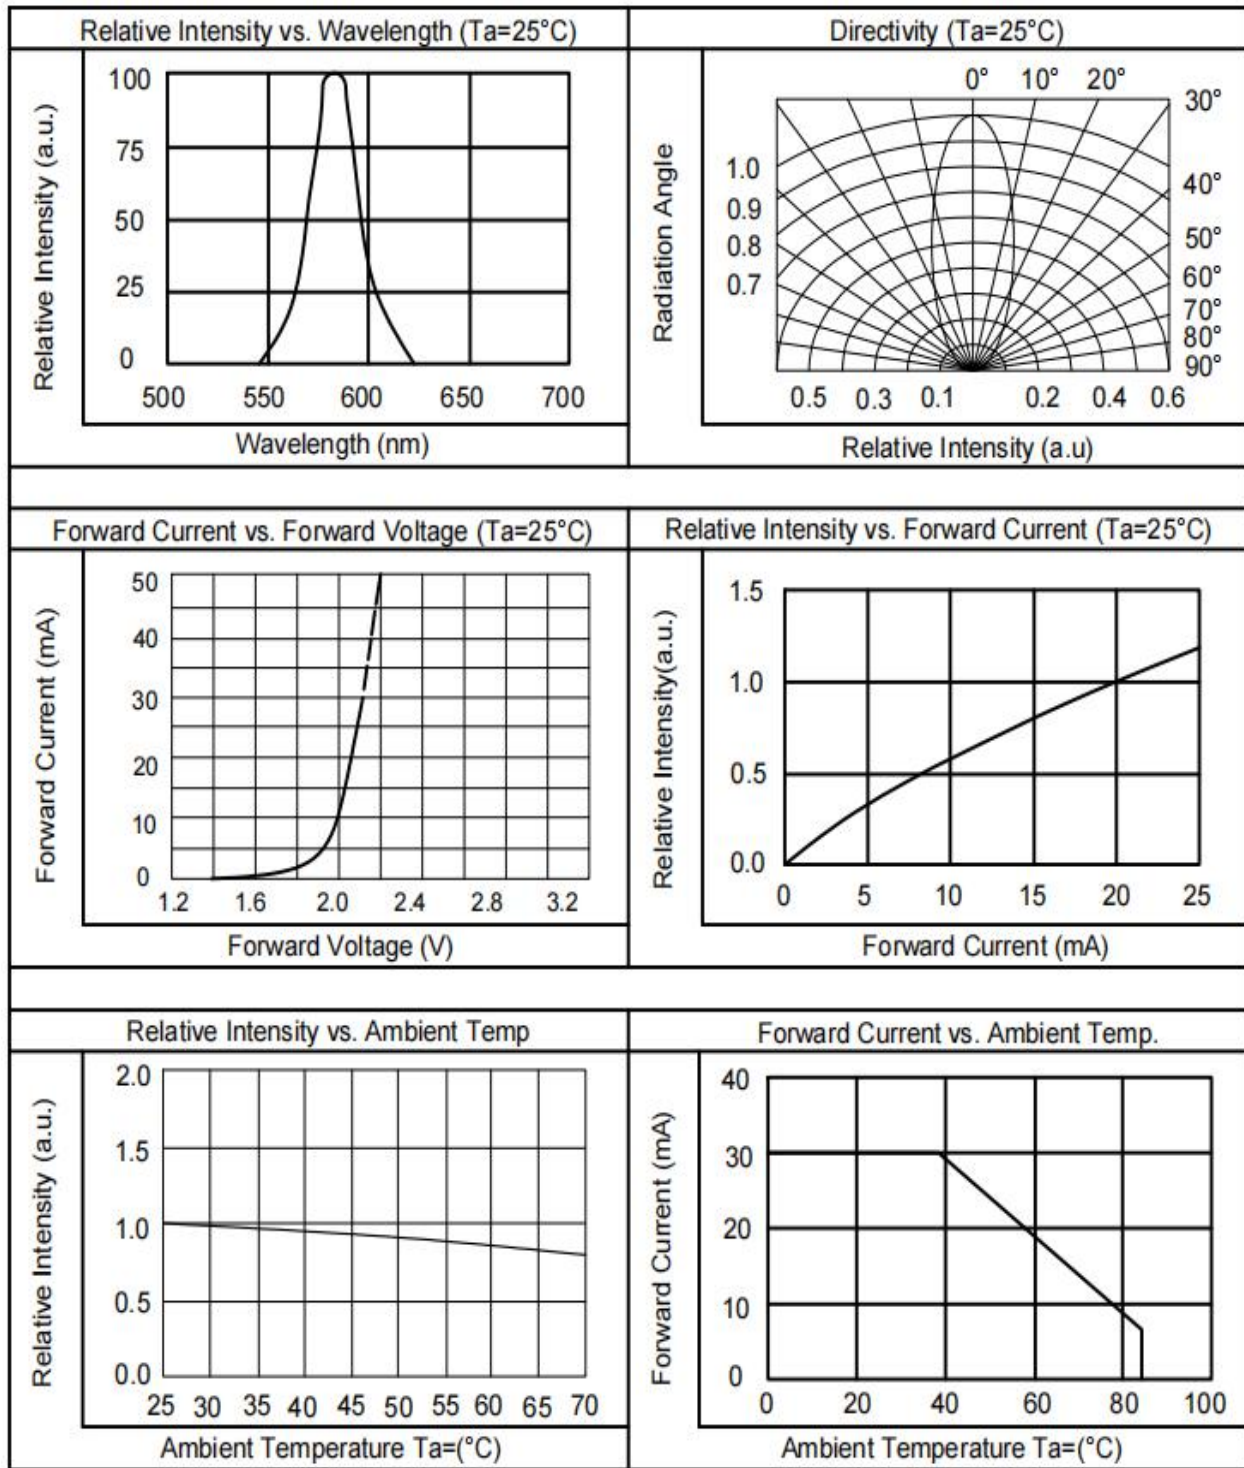 Relative Intensity vs. Wavelength (Ta=25°C)
Relative Intensity (a.u.)
100
75
50
25
0
500 550 600 650 700
Wavelength (nm)
Directivity (Ta=25°C)
Radiation Angle
0° 10° 20°
30°
40°
50°
60°
70°
80°
90°
1.0
0.9
0.8
0.7
0.5 0.3 0.1 0.2 0.4 0.6
Relative Intensity (a.u)
Forward Current vs. Forward Voltage (Ta=25°C)
Forward Current (mA)
50
40
30
20
10
0
1.2 1.6 2.0 2.4 2.8 3.2
Forward Voltage (V)
Relative Intensity vs. Forward Current (Ta=25°C)
Relative Intensity(a.u.)
1.5
1.0
0.5
0.0
0 5 10 15 20 25
Forward Current (mA)
Relative Intensity vs. Ambient Temp
Relative Intensity (a.u.)
2.0
1.5
1.0
0.5
0.0
25 30 35 40 45 50 55 60 65 70
Ambient Temperature Ta=(°C)
Forward Current vs. Ambient Temp.
Forward Current (mA)
40
30
20
10
0
0 20 40 60 80 100
Ambient Temperature Ta=(°C)